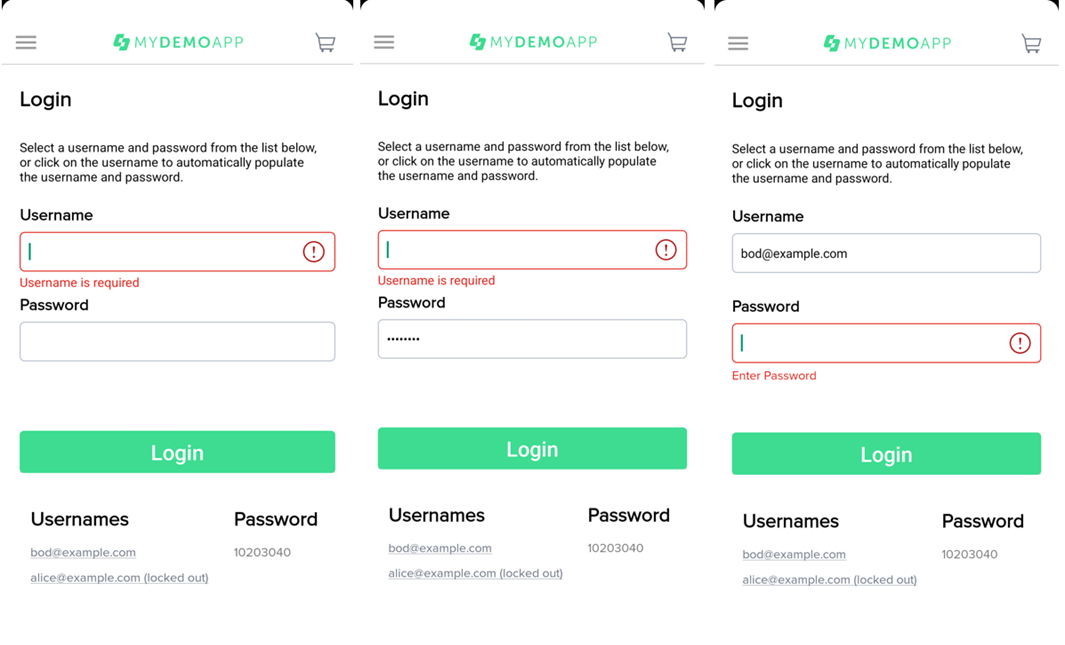 MYDEMOAPP
Login
Select a username and password from the list below,
or click on the username to automatically populate
the username and password.
Username
!
Username is required
Password
Login
Usernames Password
bod@example.com 10203040
alice@example.com (locked out)
MYDEMOAPP
Login
Select a username and password from the list below,
or click on the username to automatically populate
the username and password.
Username
!
Username is required
Password
••••••••
Login
Usernames Password
bod@example.com 10203040
alice@example.com (locked out)
MYDEMOAPP
Login
Select a username and password from the list below,
or click on the username to automatically populate
the username and password.
Username
bod@example.com
Password
!
Enter Password
Login
Usernames Password
bod@example.com 10203040
alice@example.com (locked out)